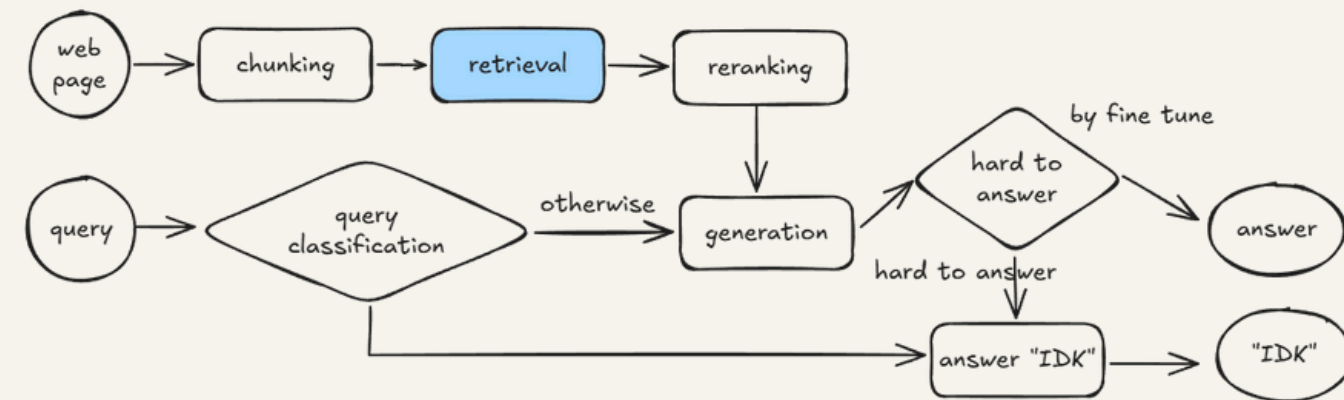 web
page
chunking
retrieval
reranking
by fine tune
hard to
answer
query
query
classification
otherwise
generation
answer
hard to answer
answer "IDK"
"IDK"